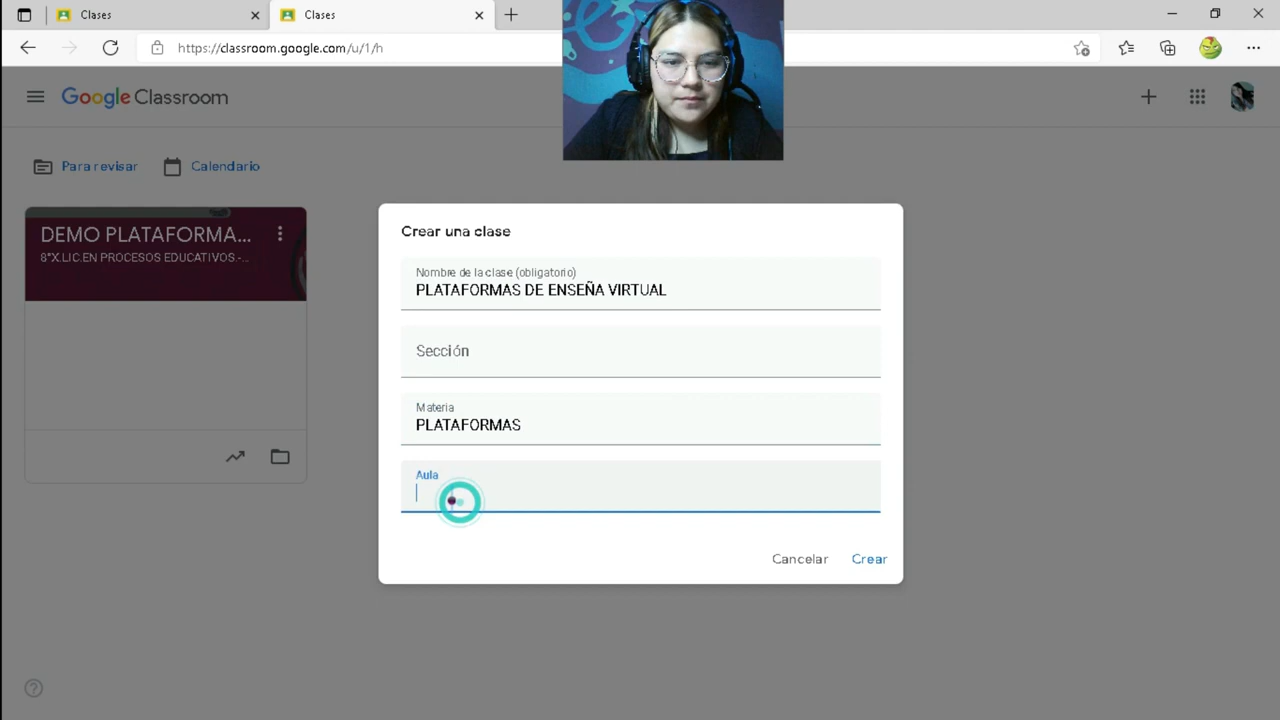 Clases
Clases
https://classroom.google.com/u/1/h
Google Classroom
Para revisar
Calendario
DEMO PLATAFORMA...
8°X.LIC.EN PROCESOS EDUCATIVOS.-...
Crear una clase
Nombre de la clase (obligatorio)
PLATAFORMAS DE ENSEÑA VIRTUAL
Sección
Materia
PLATAFORMAS
Aula
Cancelar
Crear